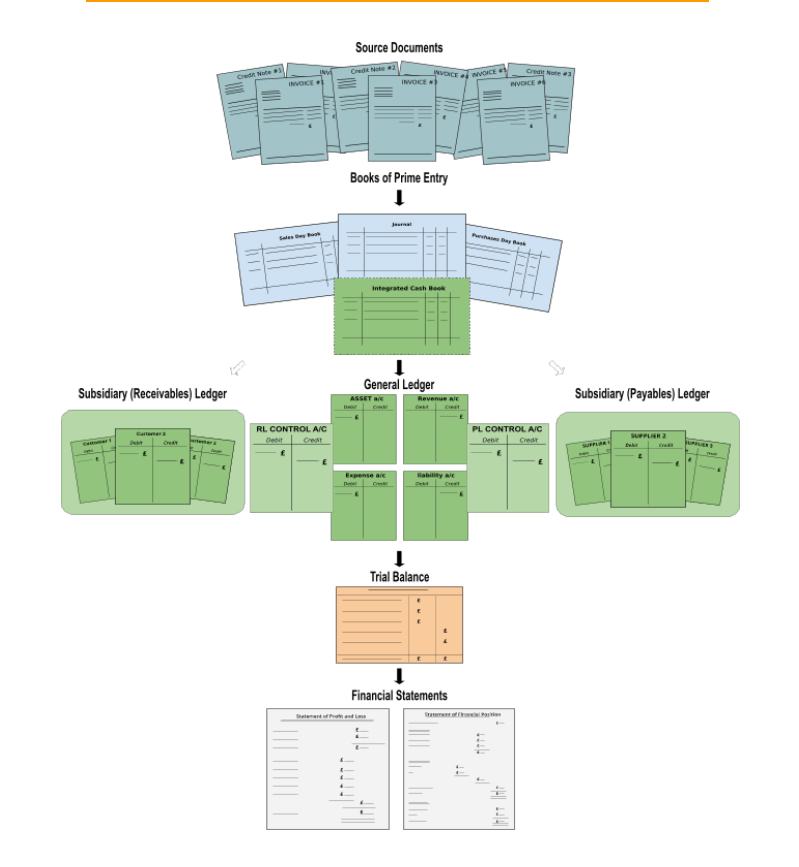 Source Documents
Credit Note #1
INV
Credit Note #2
INVOICE #4
INVOICE #5
Credit Note #3
INVOICE #1
INVOICE #3
INVOICE #6
£ £ £ £ £
Books of Prime Entry
Sales Day Book
Journal
Purchases Day Book
Integrated Cash Book
General Ledger
Subsidiary (Receivables) Ledger
Subsidiary (Payables) Ledger
Customer 1
Customer 2
ustomer 3
Debit Credit
£ £ £ £
RL CONTROL A/C
Debit Credit
£ £
ASSET a/c
Debit Credit
£
Revenue a/c
Debit Credit
£
Expense a/c
Debit Credit
£
liability a/c
Debit Credit
£
PL CONTROL A/C
Debit Credit
£ £
SUPPLIER
SUPPLIER 2
SUPPLIER 3
Debit Credit
£ £ £ £
Trial Balance
£
£
£
£
£
£ £
Financial Statements
Statement of Profit and Loss
£
£
£
£
£
£
£
£
£
Statement of Financial Position
£
£
£
£
£
£
£
£
£
£
£
£